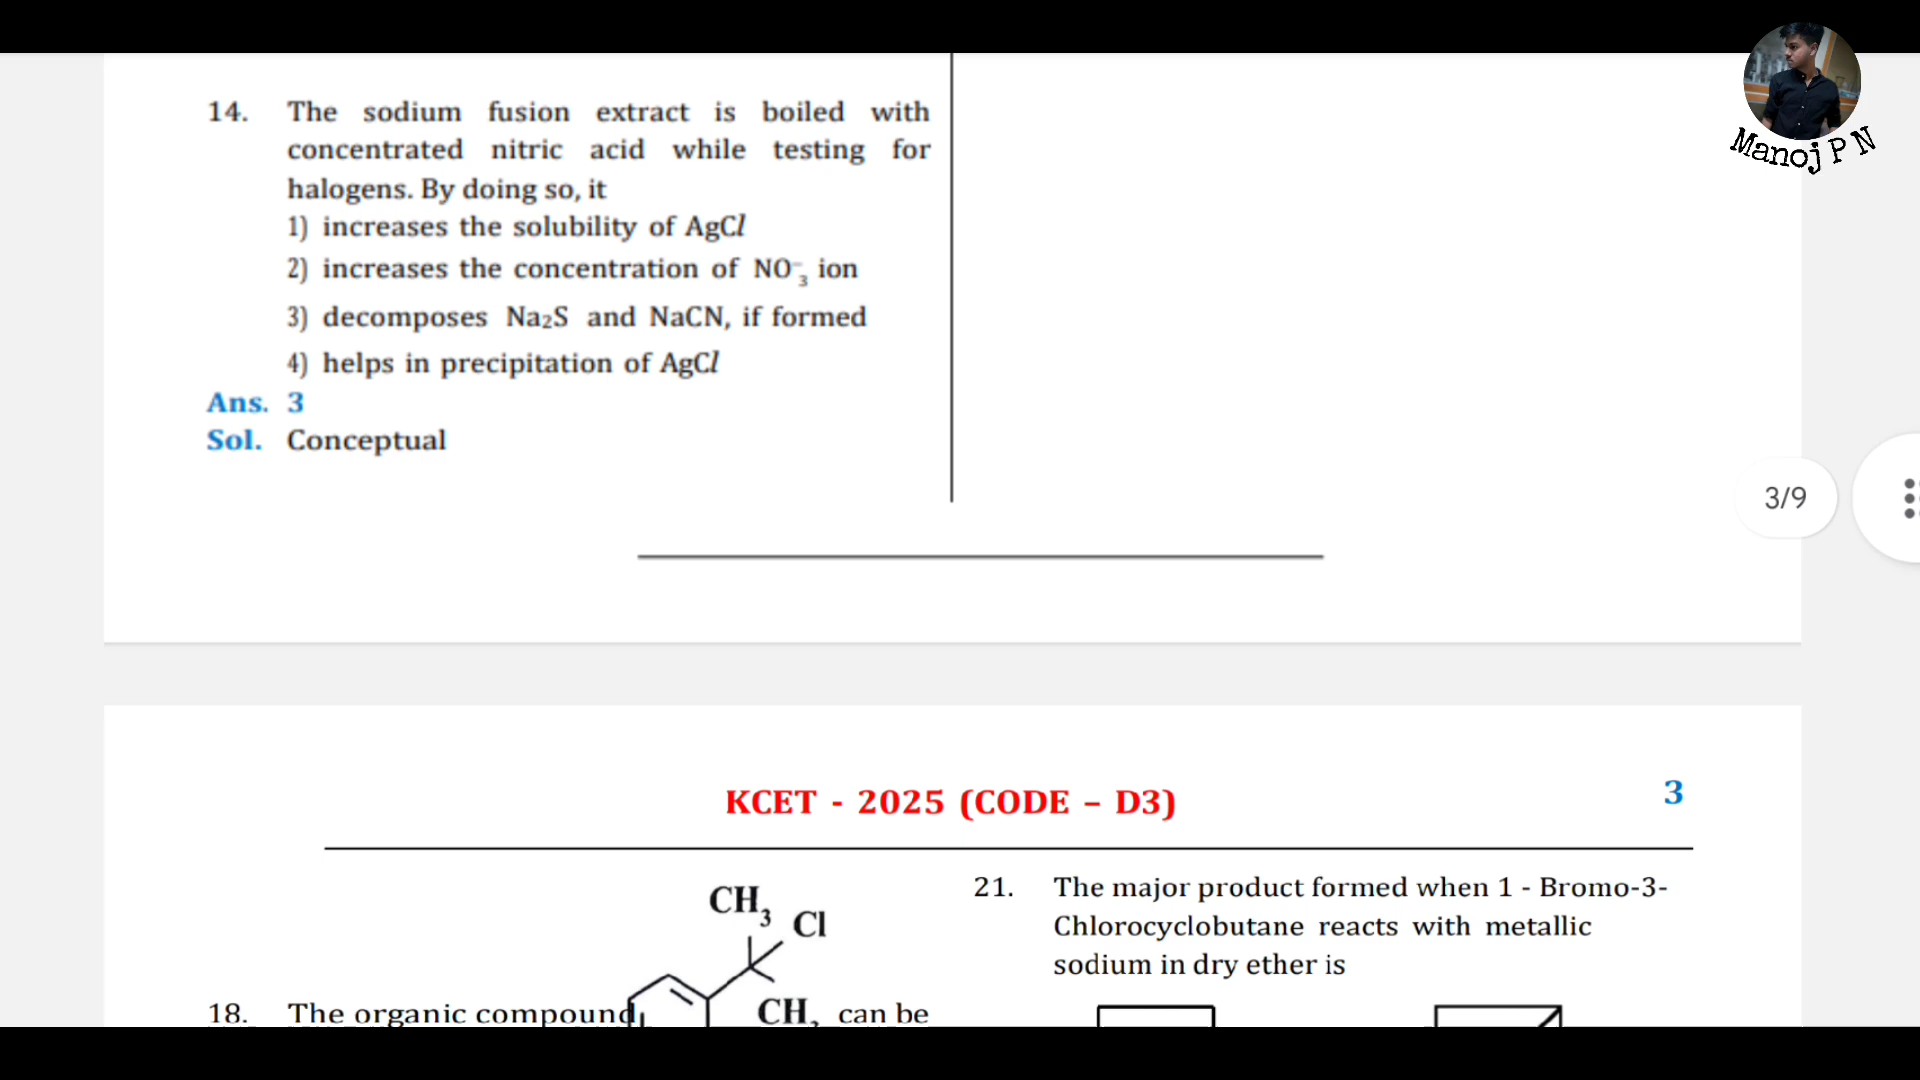 Manoj P N
14. The sodium fusion extract is boiled with
concentrated nitric acid while testing for
halogens. By doing so, it
1) increases the solubility of AgCl
2) increases the concentration of NO⁻₃ ion
3) decomposes Na₂S and NaCN, if formed
4) helps in precipitation of AgCl
Ans. 3
Sol. Conceptual
3/9
KCET - 2025 (CODE – D3)
3
CH₃
Cl
18. The organic compound
CH₃ can be
21. The major product formed when 1 - Bromo-3-
Chlorocyclobutane reacts with metallic
sodium in dry ether is